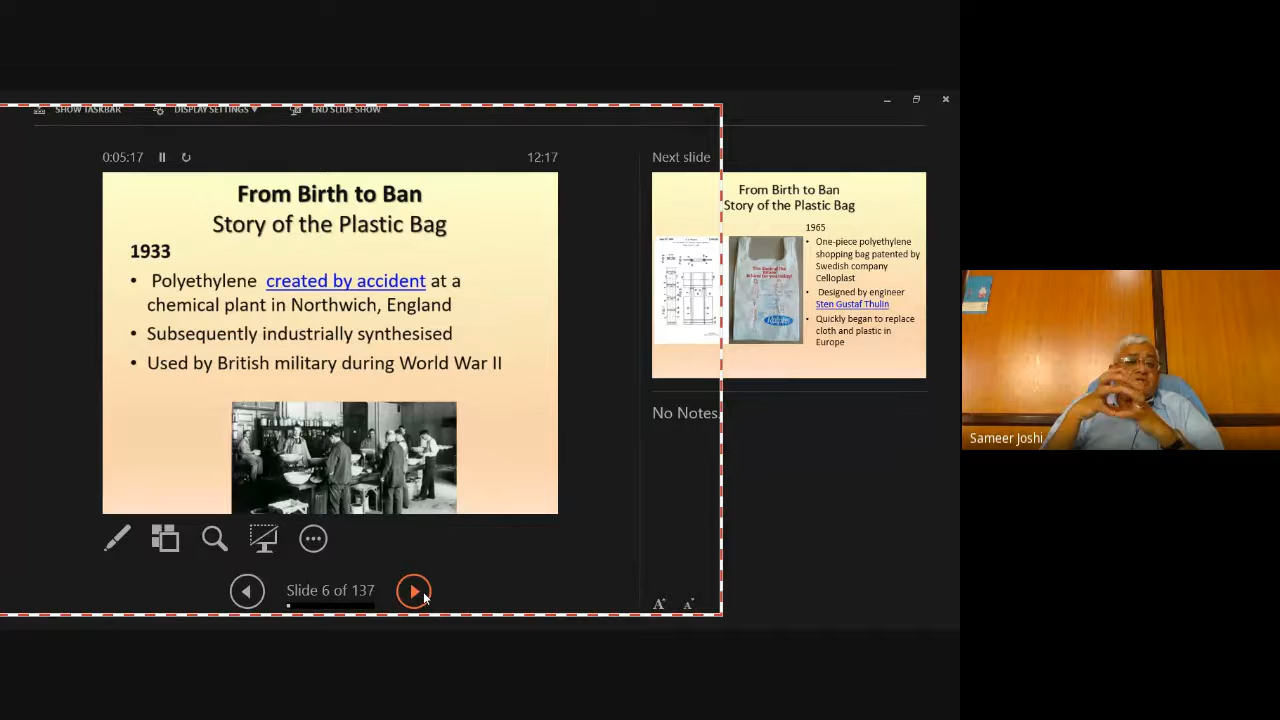 SHOW TASKBAR
DISPLAY SETTINGS
END SLIDE SHOW
0:05:17
12:17
From Birth to Ban
Story of the Plastic Bag
1933
• Polyethylene created by accident at a
chemical plant in Northwich, England
• Subsequently industrially synthesised
• Used by British military during World War II
Slide 6 of 137
Next slide
From Birth to Ban
Story of the Plastic Bag
1965
• One-piece polyethylene
shopping bag patented by
Swedish company
Celloplast
• Designed by engineer
Sten Gustaf Thulin
• Quickly began to replace
cloth and plastic in
Europe
No Notes.
A A
Sameer Joshi